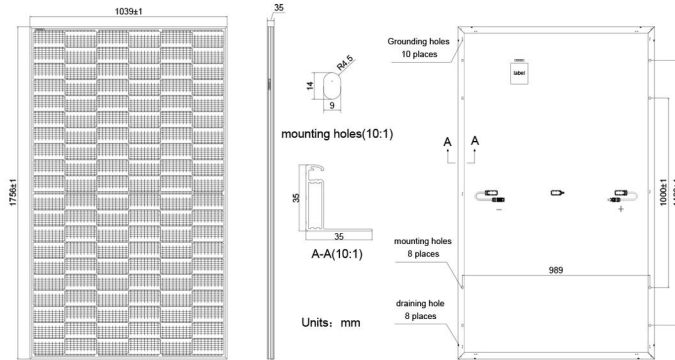 1039±1
1756±1
35
R4.5
14
9
mounting holes(10:1)
35
35
A-A(10:1)
Units: mm
Grounding holes
10 places
label
A
A
1000±1
−
+
mounting holes
8 places
989
draining hole
8 places